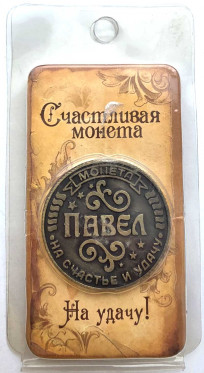 Счастливая
монета
МОНЕТА
ПАВЕЛ
НА СЧАСТЬЕ И УДАЧУ
На удачу!